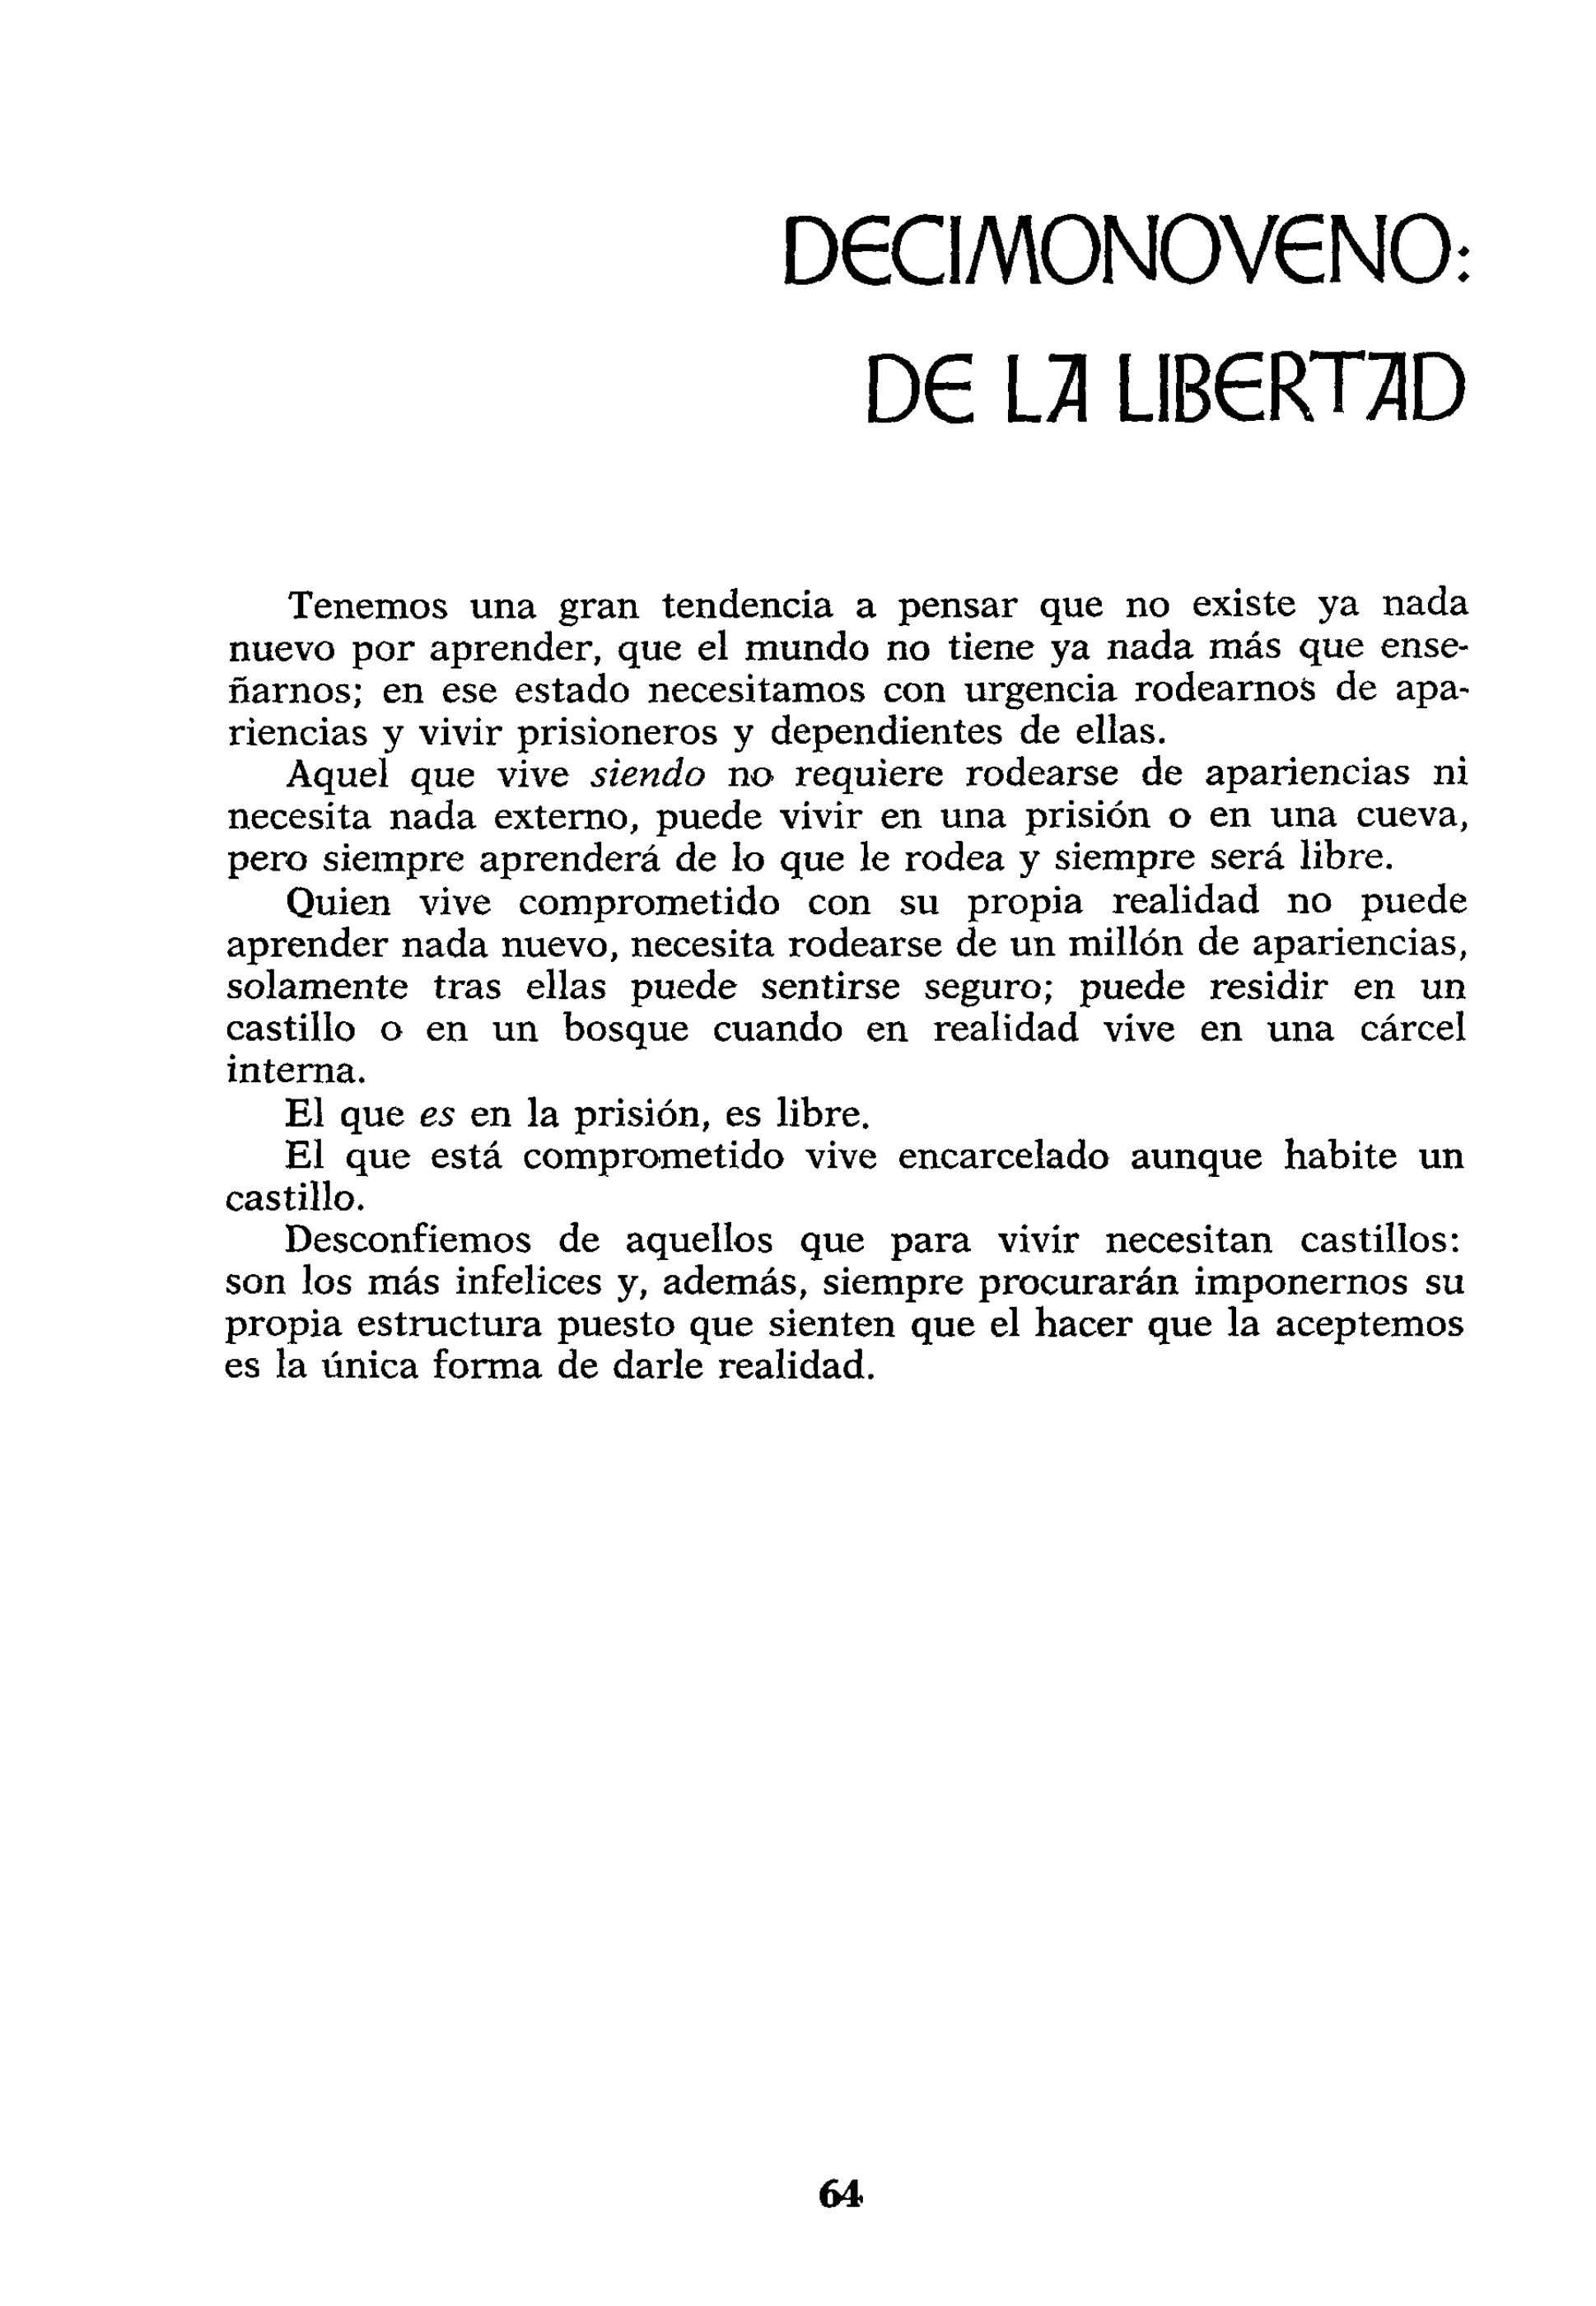 DECIMONOVENO:
DE LA LIBERTAD
Tenemos una gran tendencia a pensar que no existe ya nada
nuevo por aprender, que el mundo no tiene ya nada más que ense-
ñarnos; en ese estado necesitamos con urgencia rodearnos de apa-
riencias y vivir prisioneros y dependientes de ellas.
Aquel que vive siendo no requiere rodearse de apariencias ni
necesita nada externo, puede vivir en una prisión o en una cueva,
pero siempre aprenderá de lo que le rodea y siempre será libre.
Quien vive comprometido con su propia realidad no puede
aprender nada nuevo, necesita rodearse de un millón de apariencias,
solamente tras ellas puede sentirse seguro; puede residir en un
castillo o en un bosque cuando en realidad vive en una cárcel
interna.
El que es en la prisión, es libre.
El que está comprometido vive encarcelado aunque habite un
castillo.
Desconfiemos de aquellos que para vivir necesitan castillos:
son los más infelices y, además, siempre procurarán imponernos su
propia estructura puesto que sienten que el hacer que la aceptemos
es la única forma de darle realidad.
64